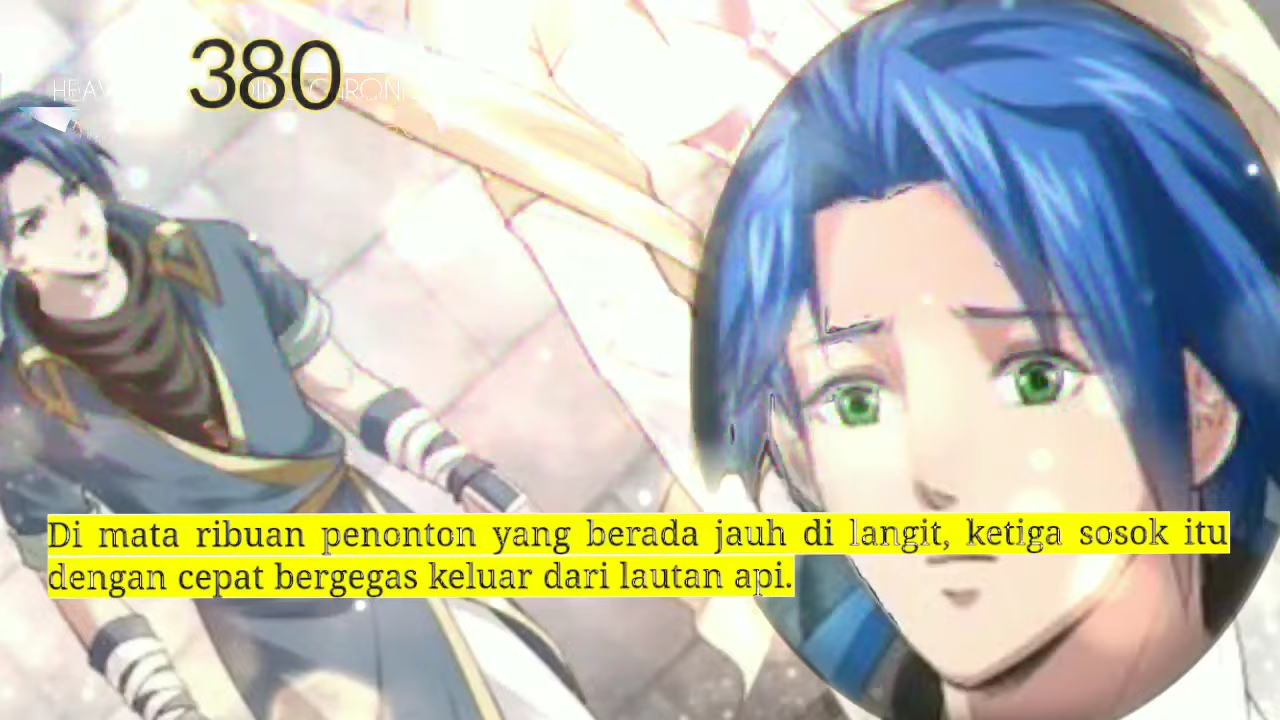 380
Di mata ribuan penonton yang berada jauh di langit, ketiga sosok itu
dengan cepat bergegas keluar dari lautan api.